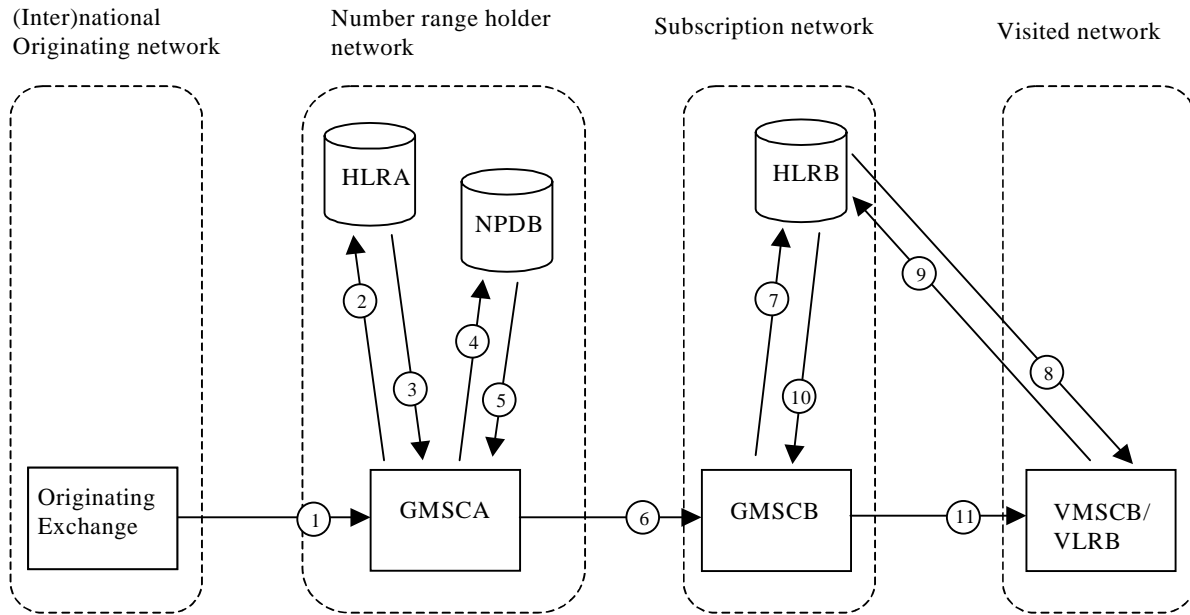 (Inter)national
Originating network
Number range holder
network
Subscription network
Visited network
HLRA
NPDB
HLRB
2
4
3
5
7
10
9
8
Originating
Exchange
1
GMSCA
6
GMSCB
11
VMSCB/
VLRB